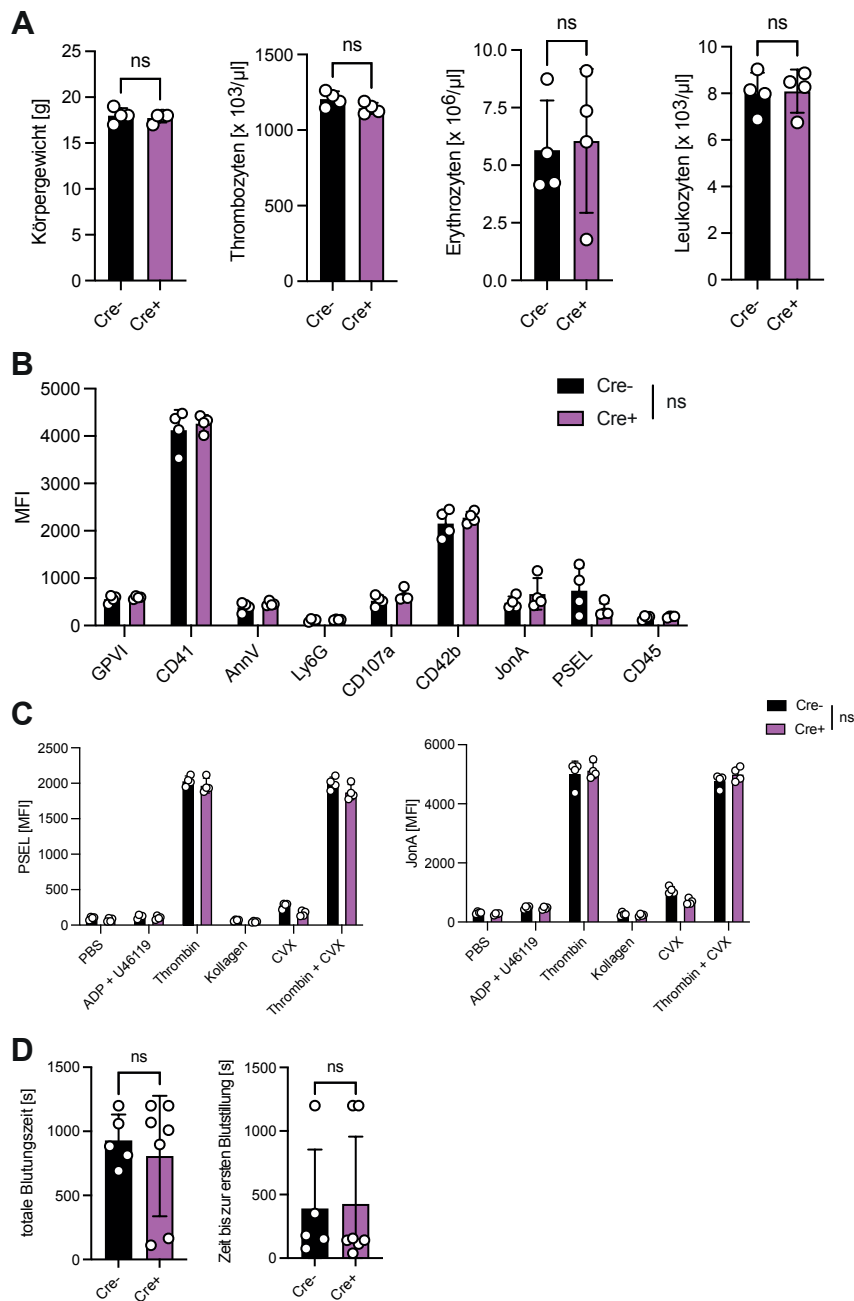 A
Körpergewicht [g]
25
20
15
10
5
0
ns
Cre-
Cre+
Thrombozyten [x 103/µl]
1500
1000
500
0
ns
Cre-
Cre+
Erythrozyten [x 10⁶/µl]
10.0
7.5
5.0
2.5
0.0
ns
Cre-
Cre+
Leukozyten [x 10³/µl]
10
8
6
4
2
0
ns
Cre-
Cre+
B
MFI
5000
4000
3000
2000
1000
0
Cre-
Cre+
ns
GPVI
CD41
AnnV
Ly6G
CD107a
CD42b
JonA
PSEL
CD45
C
Cre-
Cre+
ns
PSEL [MFI]
2500
2000
1500
1000
500
0
PBS
ADP + U46119
Thrombin
Kollagen
CVX
Thrombin + CVX
JonA [MFI]
6000
4000
2000
0
PBS
ADP + U46119
Thrombin
Kollagen
CVX
Thrombin + CVX
D
totale Blutungszeit [s]
1500
1000
500
0
ns
Cre-
Cre+
Zeit bis zur ersten Blutstillung [s]
1500
1000
500
0
ns
Cre-
Cre+